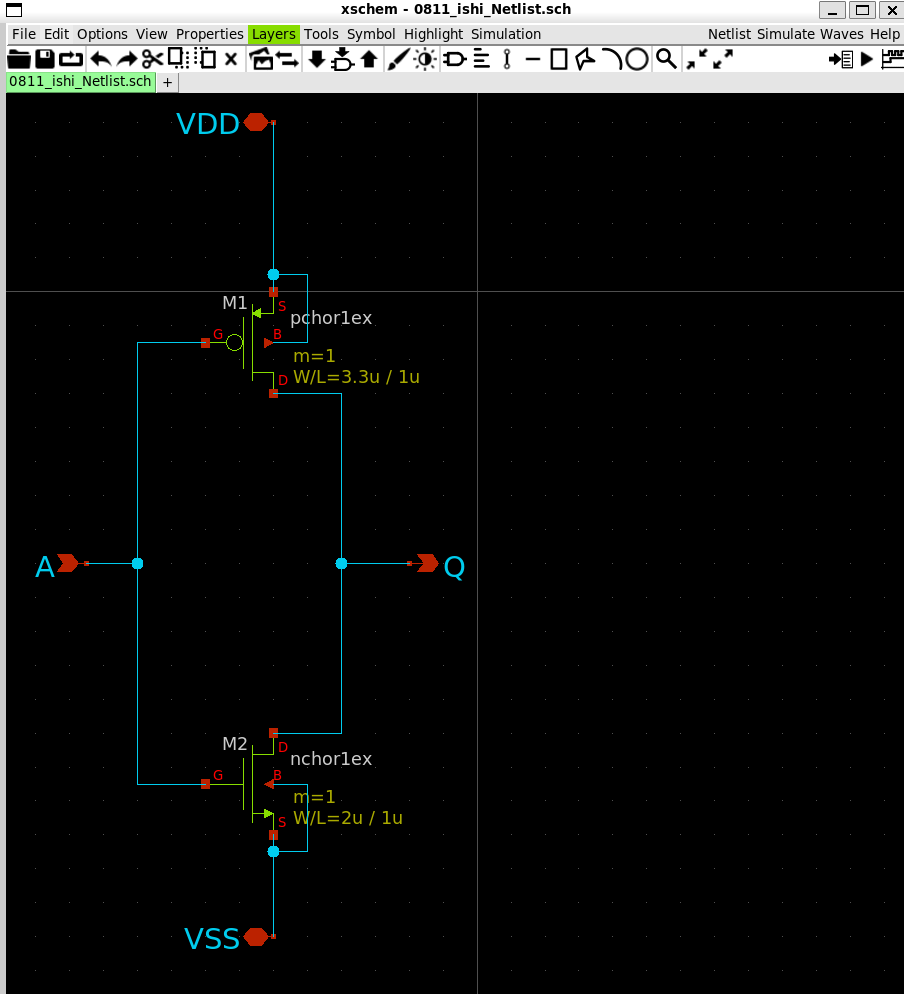 xschem - 0811_ishi_Netlist.sch
File Edit Options View Properties Layers Tools Symbol Highlight Simulation Netlist Simulate Waves Help
0811_ishi_Netlist.sch +
VDD
M1
S
pchor1ex
G
B
m=1
D
W/L=3.3u / 1u
A
Q
M2
D
nchor1ex
G
B
m=1
S
W/L=2u / 1u
VSS